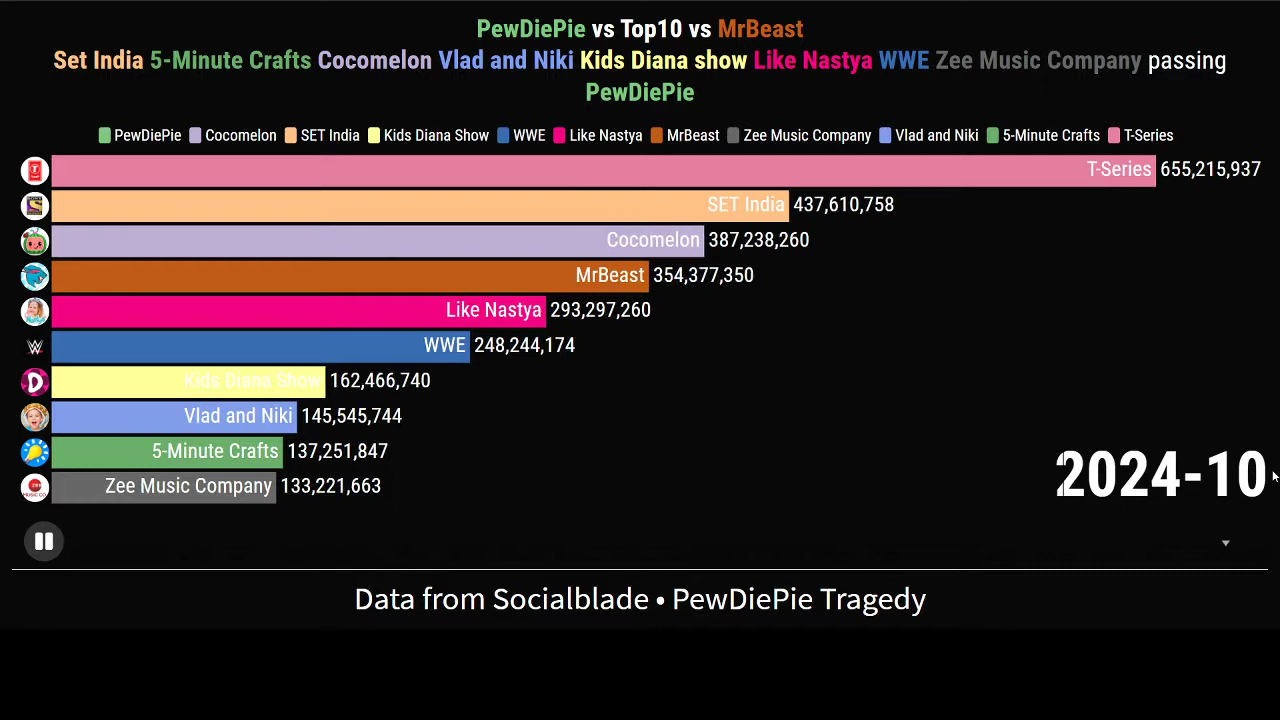 PewDiePie vs Top10 vs MrBeast
Set India 5-Minute Crafts Cocomelon Vlad and Niki Kids Diana show Like Nastya WWE Zee Music Company passing
PewDiePie
PewDiePie Cocomelon SET India Kids Diana Show WWE Like Nastya MrBeast Zee Music Company Vlad and Niki 5-Minute Crafts T-Series
T-Series 655,215,937
SET India 437,610,758
Cocomelon 387,238,260
MrBeast 354,377,350
Like Nastya 293,297,260
WWE 248,244,174
Kids Diana Show 162,466,740
Vlad and Niki 145,545,744
5-Minute Crafts 137,251,847
Zee Music Company 133,221,663
2024-10
Data from Socialblade • PewDiePie Tragedy